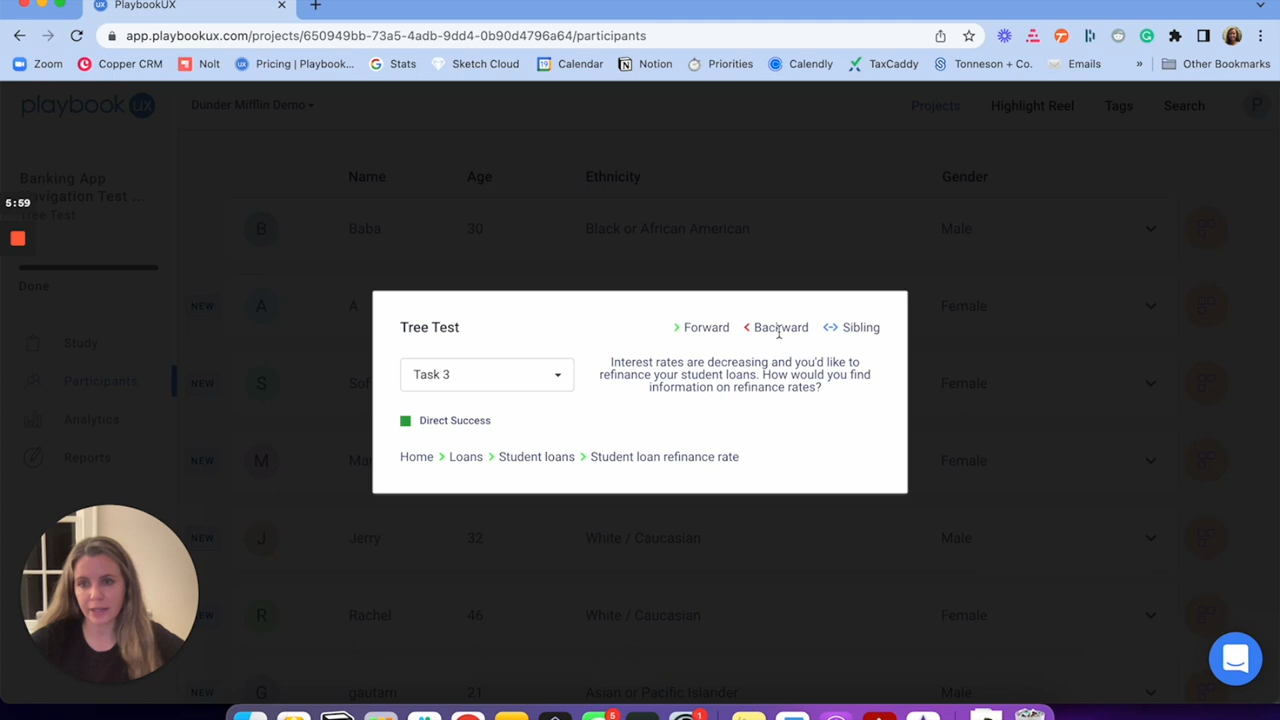 PlaybookUX
app.playbookux.com/projects/650949bb-73a5-4adb-9dd4-0b90d4796a64/participants
Zoom Copper CRM Nolt Pricing | Playbook... Stats Sketch Cloud Calendar Notion Priorities Calendly TaxCaddy Tonneson + Co. Emails » Other Bookmarks
playbook UX Dunder Mifflin Demo Projects Highlight Reel Tags Search P
Banking App
Navigation Test ...
Tree Test
5:59
Done
Study
Participants
Analytics
Reports
Name Age Ethnicity Gender
B Baba 30 Black or African American Male
NEW A A Female
S Female
NEW M Female
J Jerry 32 White / Caucasian Male
R Rachel 46 White / Caucasian Female
NEW G gautam 21 Asian or Pacific Islander Male
Tree Test
> Forward < Backward <-> Sibling
Task 3
Interest rates are decreasing and you'd like to
refinance your student loans. How would you find
information on refinance rates?
Direct Success
Home > Loans > Student loans > Student loan refinance rate
5
1